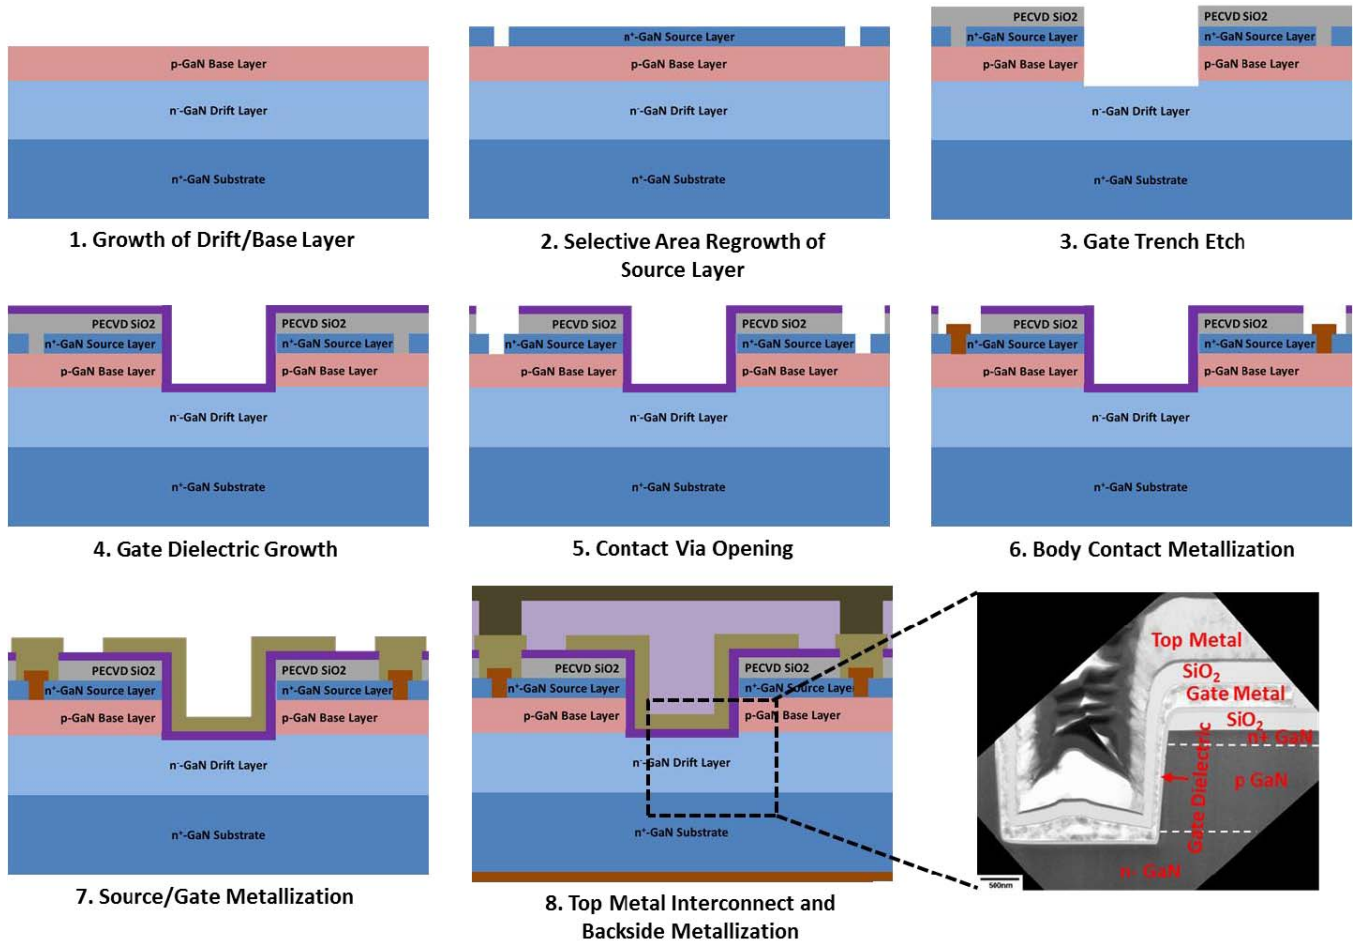 p-GaN Base Layer
n⁻-GaN Drift Layer
n⁺-GaN Substrate
1. Growth of Drift/Base Layer
n⁺-GaN Source Layer
p-GaN Base Layer
n⁻-GaN Drift Layer
n⁺-GaN Substrate
2. Selective Area Regrowth of
Source Layer
PECVD SiO2 PECVD SiO2
n⁺-GaN Source Layer n⁺-GaN Source Layer
p-GaN Base Layer p-GaN Base Layer
n⁻-GaN Drift Layer
n⁺-GaN Substrate
3. Gate Trench Etch
PECVD SiO2 PECVD SiO2
n⁺-GaN Source Layer n⁺-GaN Source Layer
p-GaN Base Layer p-GaN Base Layer
n⁻-GaN Drift Layer
n⁺-GaN Substrate
4. Gate Dielectric Growth
PECVD SiO2 PECVD SiO2
n⁺-GaN Source Layer n⁺-GaN Source Layer
p-GaN Base Layer p-GaN Base Layer
n⁻-GaN Drift Layer
n⁺-GaN Substrate
5. Contact Via Opening
PECVD SiO2 PECVD SiO2
n⁺-GaN Source Layer n⁺-GaN Source Layer
p-GaN Base Layer p-GaN Base Layer
n⁻-GaN Drift Layer
n⁺-GaN Substrate
6. Body Contact Metallization
PECVD SiO2 PECVD SiO2
n⁺-GaN Source Layer n⁺-GaN Source Layer
p-GaN Base Layer p-GaN Base Layer
n⁻-GaN Drift Layer
n⁺-GaN Substrate
7. Source/Gate Metallization
PECVD SiO2 PECVD SiO2
n⁺-GaN Source Layer n⁺-GaN Source Layer
p-GaN Base Layer p-GaN Base Layer
n⁻-GaN Drift Layer
n⁺-GaN Substrate
8. Top Metal Interconnect and
Backside Metallization
Top Metal
SiO₂
Gate Metal
SiO₂
n+ GaN
p GaN
Gate Dielectric
n- GaN
500nm